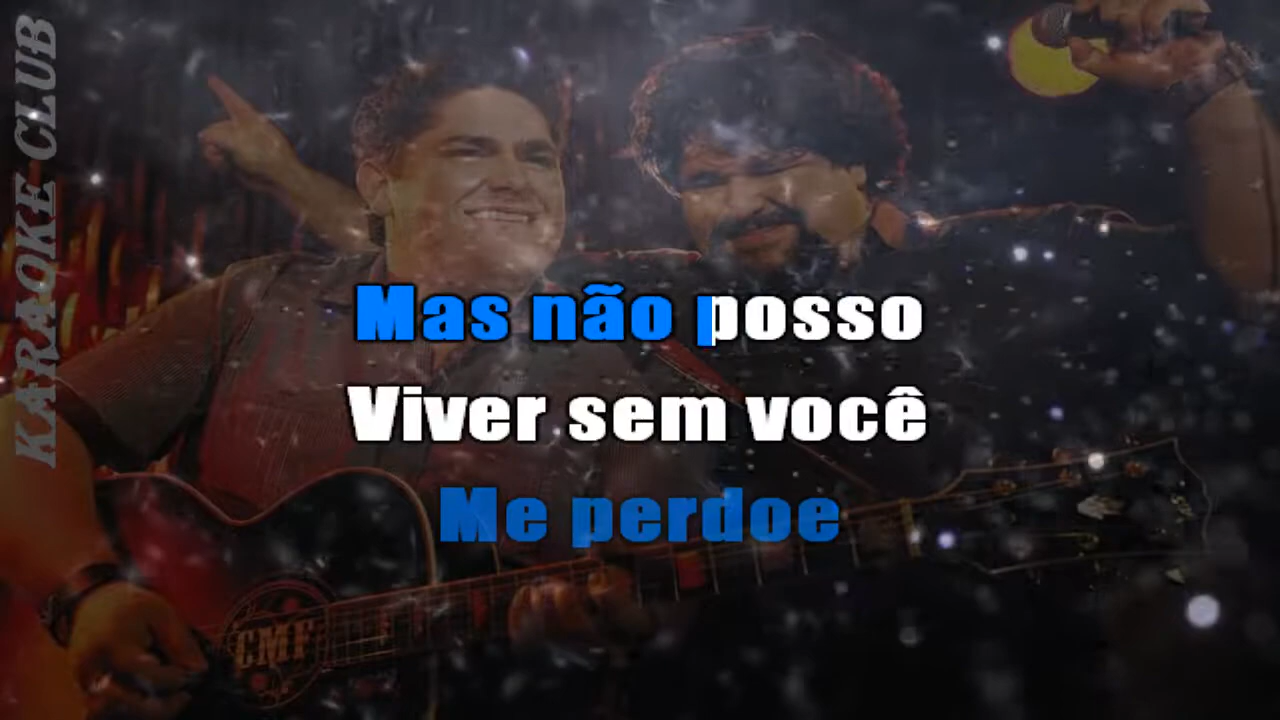 KARAOKE CLUB
Mas não posso
Viver sem você
Me perdoe
CMF